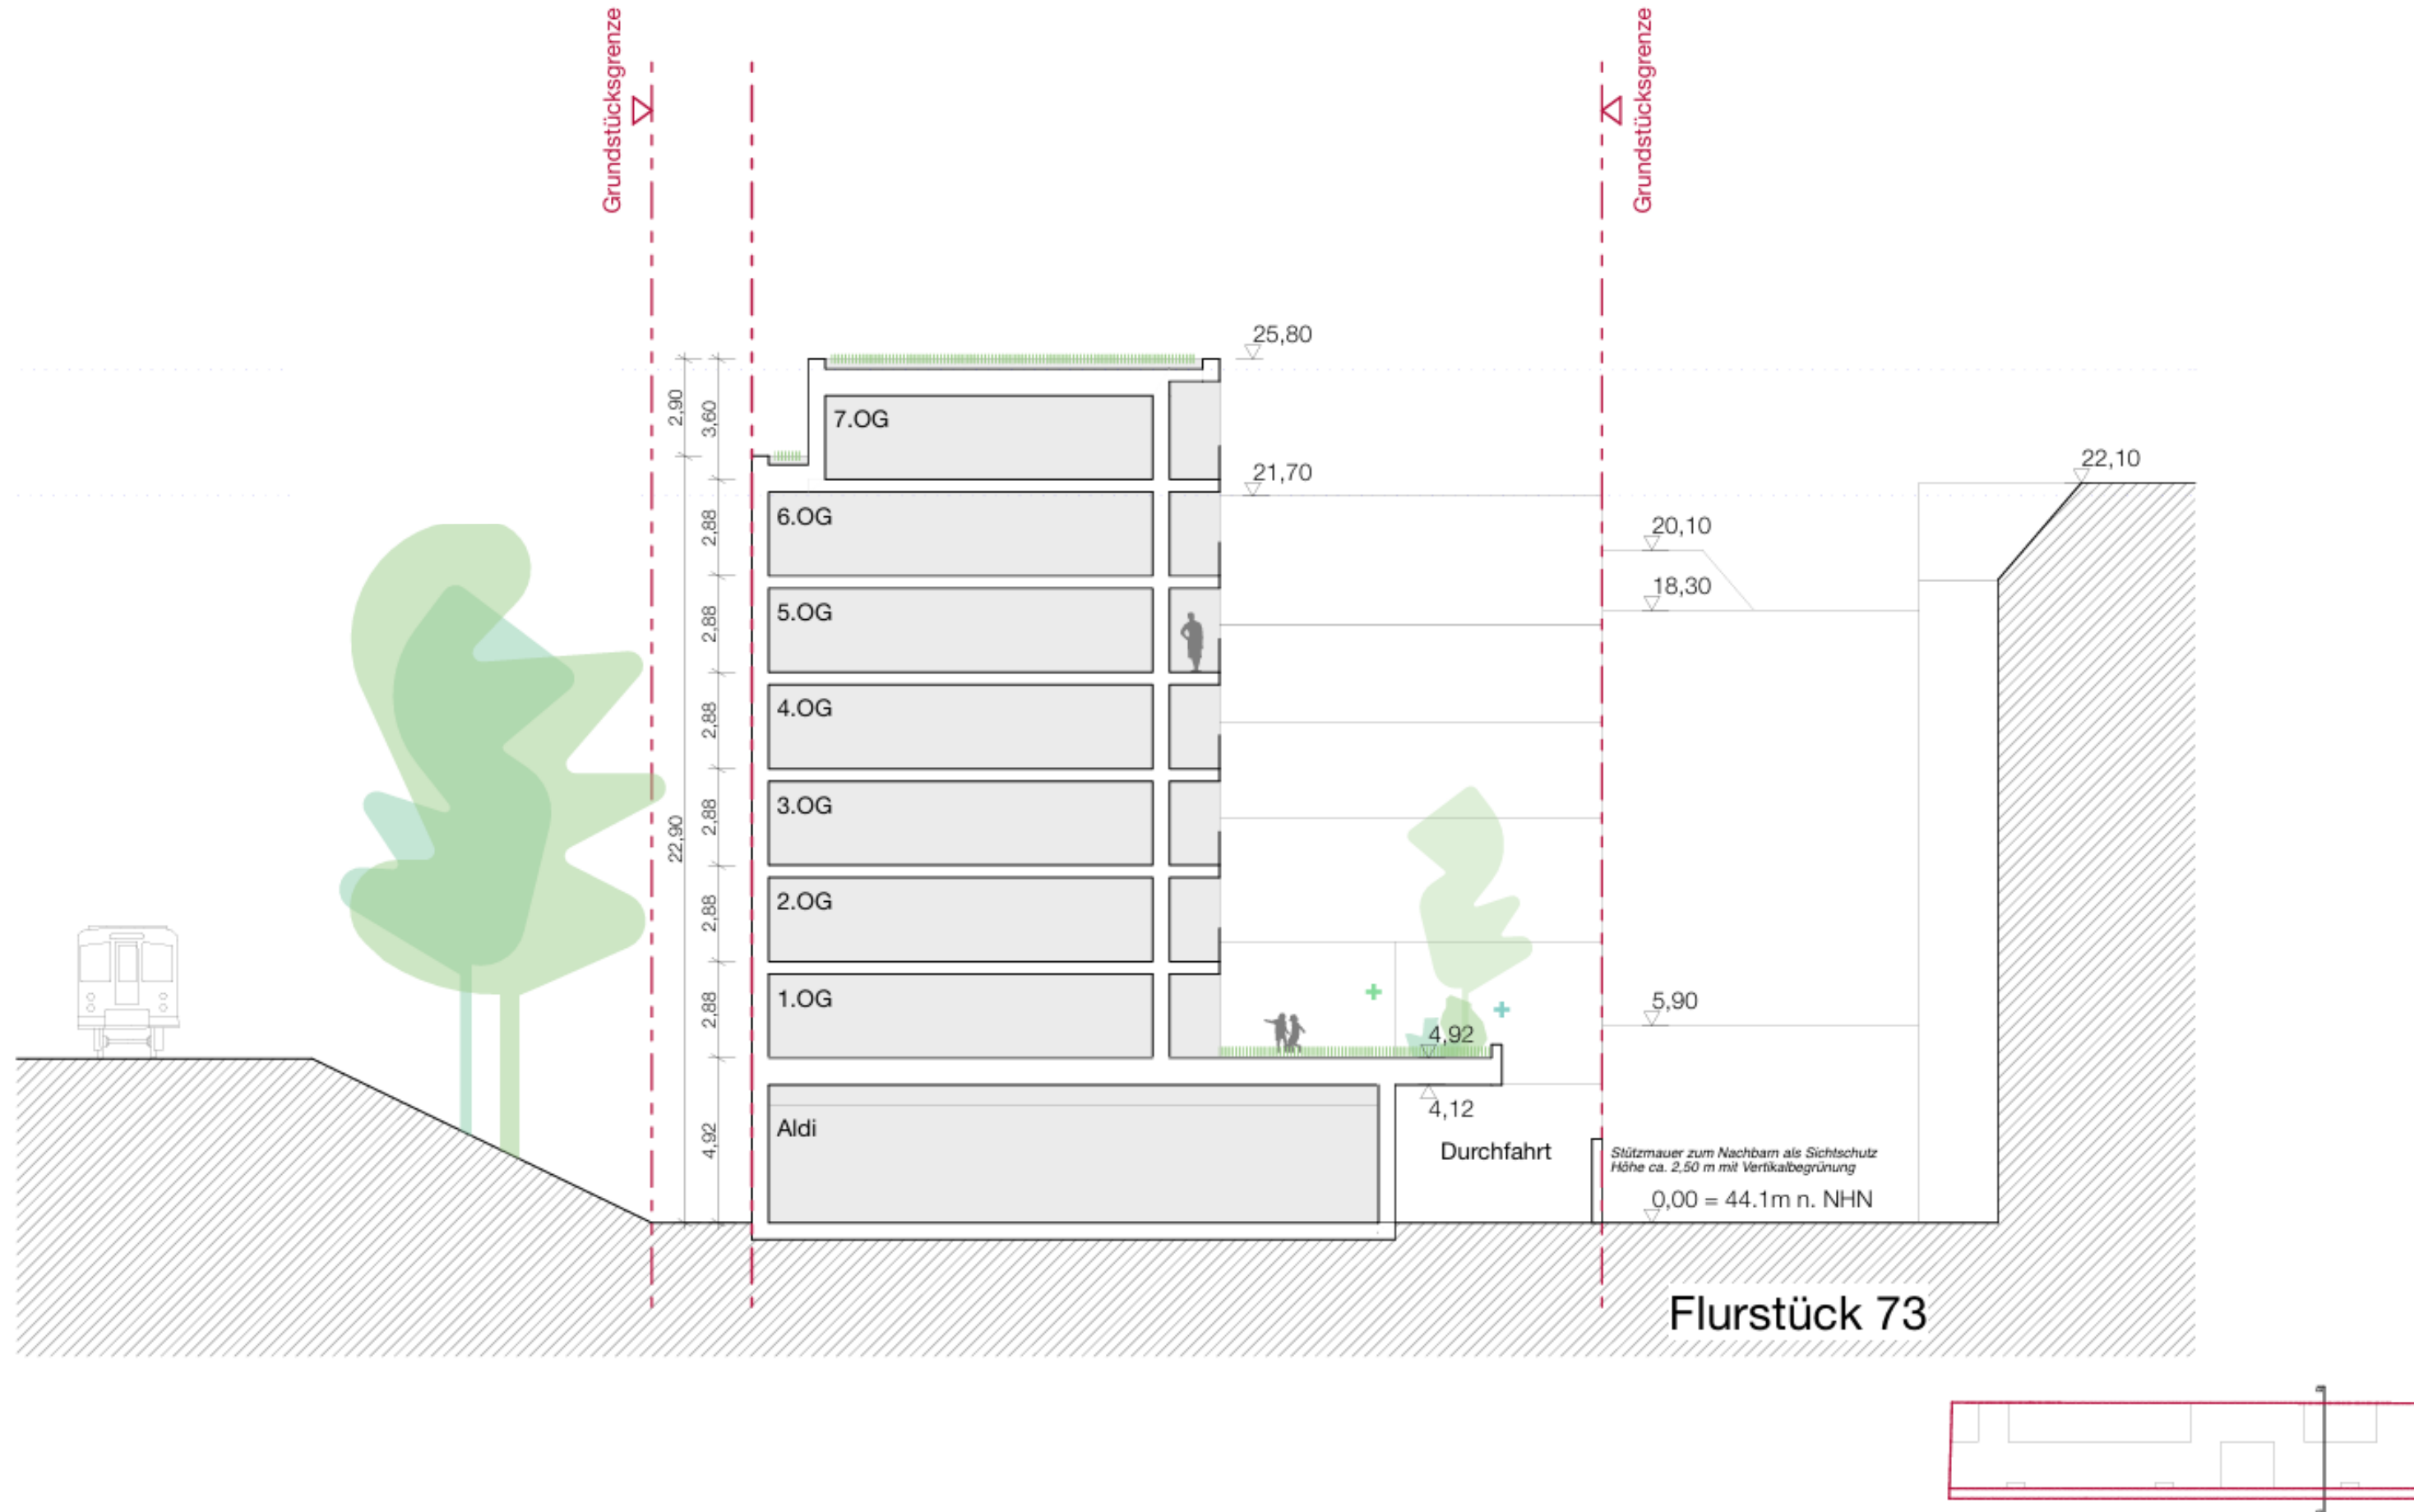 Grundstücksgrenze
Grundstücksgrenze
25,80
2,90
3,60
7.OG
21,70
22,10
6.OG
2,88
20,10
5.OG
2,88
18,30
4.OG
2,88
3.OG
2,88
22,90
2.OG
2,88
1.OG
2,88
5,90
4,92
4,12
Aldi
4,92
Durchfahrt
Stützmauer zum Nachbarn als Sichtschutz
Höhe ca. 2,50 m mit Vertikalbegrünung
0,00 = 44.1m n. NHN
Flurstück 73